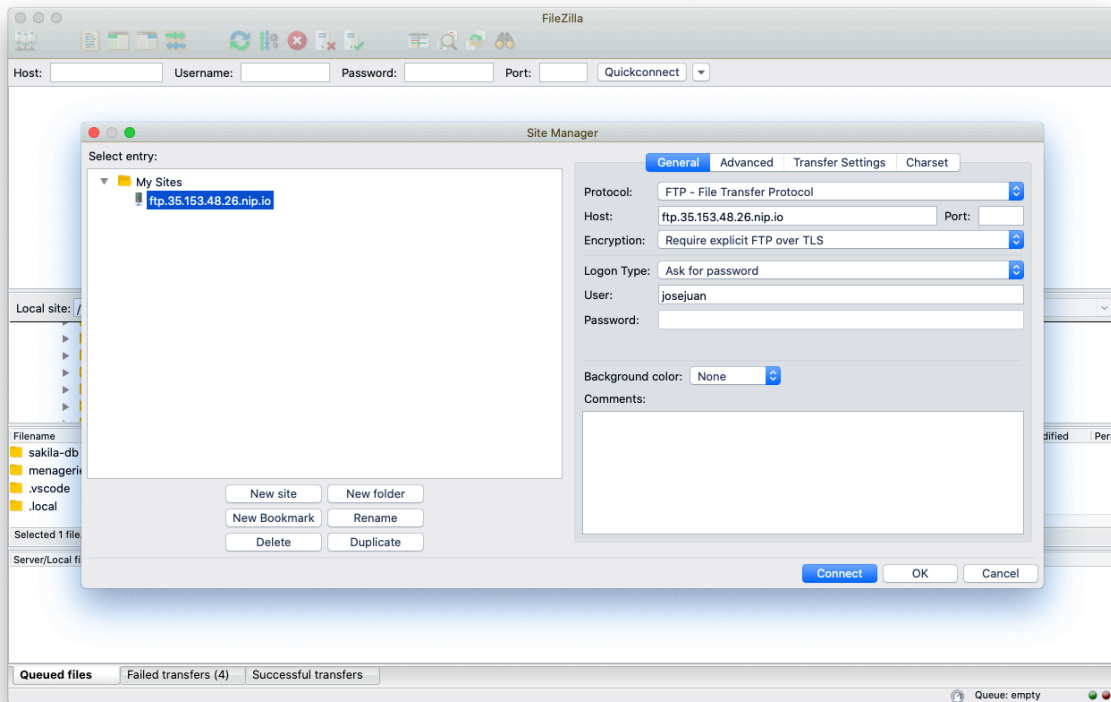 FileZilla
Host: Username: Password: Port: Quickconnect
Site Manager
Select entry:
General Advanced Transfer Settings Charset
My Sites
ftp.35.153.48.26.nip.io
Protocol: FTP - File Transfer Protocol
Host: ftp.35.153.48.26.nip.io Port:
Encryption: Require explicit FTP over TLS
Logon Type: Ask for password
User: josejuan
Password:
Background color: None
Comments:
New site New folder
New Bookmark Rename
Delete Duplicate
Connect OK Cancel
Local site: /
Filename
sakila-db
menagerie
.vscode
.local
Selected 1 file
Server/Local fi
dified Per
Queued files Failed transfers (4) Successful transfers
Queue: empty